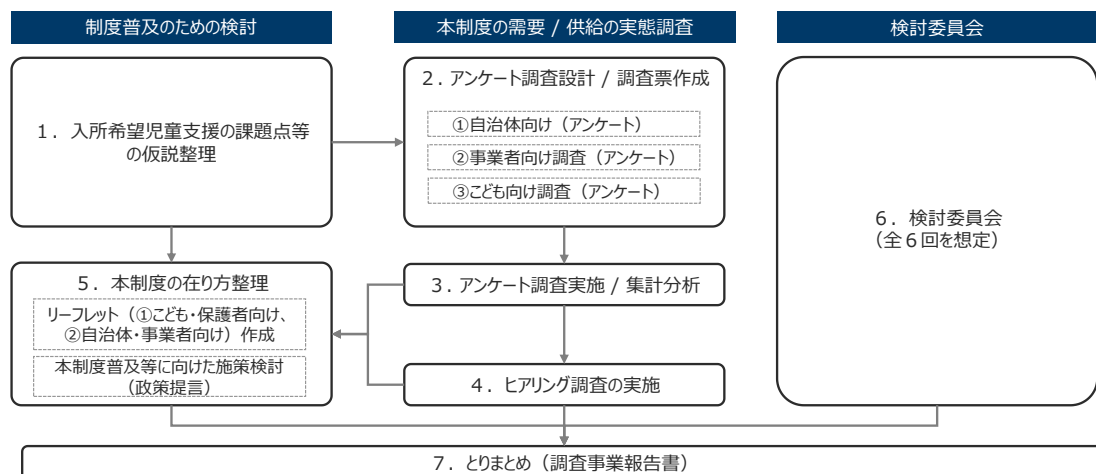 制度普及のための検討
本制度の需要 / 供給の実態調査
検討委員会
1．入所希望児童支援の課題点等
の仮説整理
2．アンケート調査設計 / 調査票作成
①自治体向け（アンケート）
②事業者向け調査（アンケート）
③こども向け調査（アンケート）
3．アンケート調査実施 / 集計分析
4．ヒアリング調査の実施
5．本制度の在り方整理
リーフレット（①こども・保護者向け、
②自治体・事業者向け）作成
本制度普及等に向けた施策検討
（政策提言）
6．検討委員会
（全６回を想定）
7．とりまとめ（調査事業報告書）